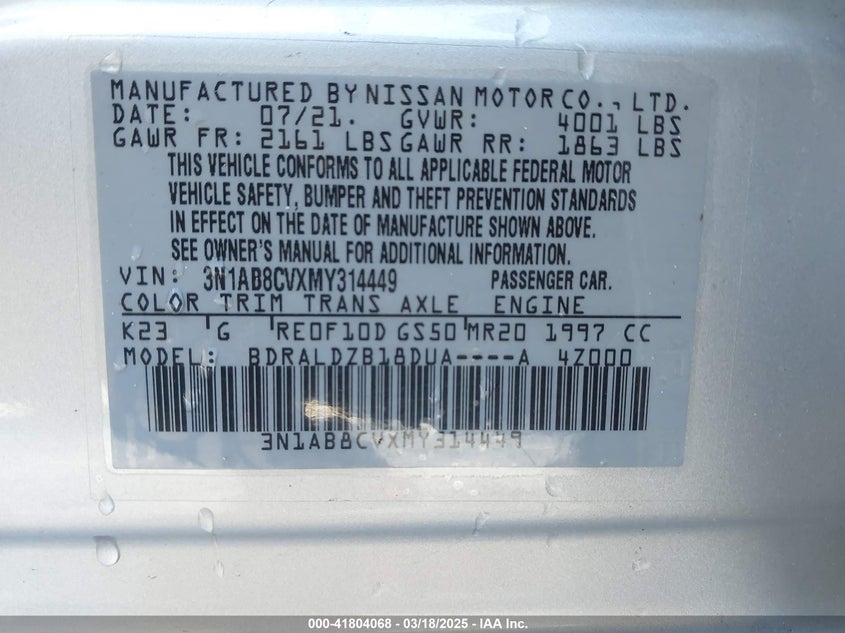 MANUFACTURED BY NISSAN MOTOR CO., LTD.
DATE: 07/21. GVWR: 4001 LBS
GAWR FR: 2161 LBS GAWR RR: 1863 LBS
THIS VEHICLE CONFORMS TO ALL APPLICABLE FEDERAL MOTOR
VEHICLE SAFETY, BUMPER AND THEFT PREVENTION STANDARDS
IN EFFECT ON THE DATE OF MANUFACTURE SHOWN ABOVE.
SEE OWNER'S MANUAL FOR ADDITIONAL INFORMATION.
VIN: 3N1AB8CVXMY314449 PASSENGER CAR.
COLOR TRIM TRANS AXLE ENGINE
K23 G RE0F10D GS50 MR20 1997 CC
MODEL: BDRALDZB18DUA----A 4Z000
3N1AB8CVXMY314449
000-41804068 - 03/18/2025 - IAA Inc.